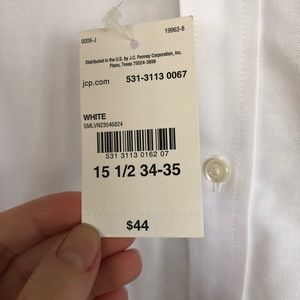 0006-J 19963-8
Distributed in the U.S. by J.C. Penney Corporation, Inc.
Plano, Texas 75024-3698
jcp.com 531-3113 0067
WHITE
SMLVN23546824
531 3113 0162 07
15 1/2 34-35
$44